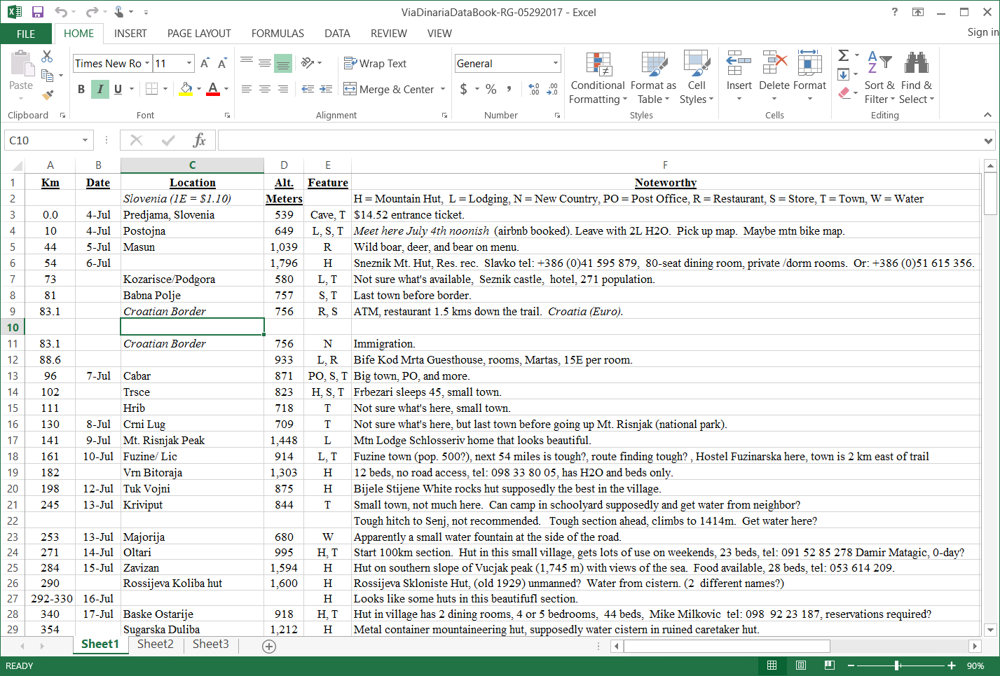 ViaDinariaDataBook-RG-05292017 - Excel
FILE HOME INSERT PAGE LAYOUT FORMULAS DATA REVIEW VIEW Sign in
Times New Ro 11 Wrap Text General
Paste B I U Merge & Center $ % , Conditional Formatting Format as Table Cell Styles Insert Delete Format Sort & Filter Find & Select
Clipboard Font Alignment Number Styles Cells Editing
C10 fx
A B C D E F
1 Km Date Location Alt. Feature Noteworthy
2 Slovenia (1E = $1.10) Meters H = Mountain Hut, L = Lodging, N = New Country, PO = Post Office, R = Restaurant, S = Store, T = Town, W = Water
3 0.0 4-Jul Predjama, Slovenia 539 Cave, T $14.52 entrance ticket.
4 10 4-Jul Postojna 649 L, S, T Meet here July 4th noonish (airbnb booked). Leave with 2L H2O. Pick up map. Maybe mtn bike map.
5 44 5-Jul Masun 1,039 R Wild boar, deer, and bear on menu.
6 54 6-Jul 1,796 H Sneznik Mt. Hut, Res. rec. Slavko tel: +386 (0)41 595 879, 80-seat dining room, private /dorm rooms. Or: +386 (0)51 615 356.
7 73 Kozarisce/Podgora 580 L, T Not sure what's available, Seznik castle, hotel, 271 population.
8 81 Babna Polje 757 S, T Last town before border.
9 83.1 Croatian Border 756 R, S ATM, restaurant 1.5 kms down the trail. Croatia (Euro).
10
11 83.1 Croatian Border 756 N Immigration.
12 88.6 933 L, R Bife Kod Mrta Guesthouse, rooms, Martas, 15E per room.
13 96 7-Jul Cabar 871 PO, S, T Big town, PO, and more.
14 102 Trsce 823 H, S, T Frbezari sleeps 45, small town.
15 111 Hrib 718 T Not sure what's here, small town.
16 130 8-Jul Crni Lug 709 T Not sure what's here, but last town before going up Mt. Risnjak (national park).
17 141 9-Jul Mt. Risnjak Peak 1,448 L Mtn Lodge Schlosseriv home that looks beautiful.
18 161 10-Jul Fuzine/ Lic 914 L, T Fuzine town (pop. 500?), next 54 miles is tough?, route finding tough? , Hostel Fuzinarska here, town is 2 km east of trail
19 182 Vrn Bitoraja 1,303 H 12 beds, no road access, tel: 098 33 80 05, has H2O and beds only.
20 198 12-Jul Tuk Vojni 875 H Bijele Stijene White rocks hut supposedly the best in the village.
21 245 13-Jul Kriviput 844 T Small town, not much here. Can camp in schoolyard supposedly and get water from neighbor?
22 Tough hitch to Senj, not recommended. Tough section ahead, climbs to 1414m. Get water here?
23 253 13-Jul Majorija 680 W Apparently a small water fountain at the side of the road.
24 271 14-Jul Oltari 995 H, T Start 100km section. Hut in this small village, gets lots of use on weekends, 23 beds, tel: 091 52 85 278 Damir Matagic, 0-day?
25 284 15-Jul Zavizan 1,594 H Hut on southern slope of Vucjak peak (1,745 m) with views of the sea. Food available, 28 beds, tel: 053 614 209.
26 290 Rossijeva Koliba hut 1,600 H Rossijeva Skloniste Hut, (old 1929) unmanned? Water from cistern. (2 different names?)
27 292-330 16-Jul H Looks like some huts in this beautifufl section.
28 340 17-Jul Baske Ostarije 918 H, T Hut in village has 2 dining rooms, 4 or 5 bedrooms, 44 beds, Mike Milkovic tel: 098 92 23 187, reservations required?
29 354 Sugarska Duliba 1,212 H Metal container mountaineering hut, supposedly water cistern in ruined caretaker hut.
Sheet1 Sheet2 Sheet3
READY 90%